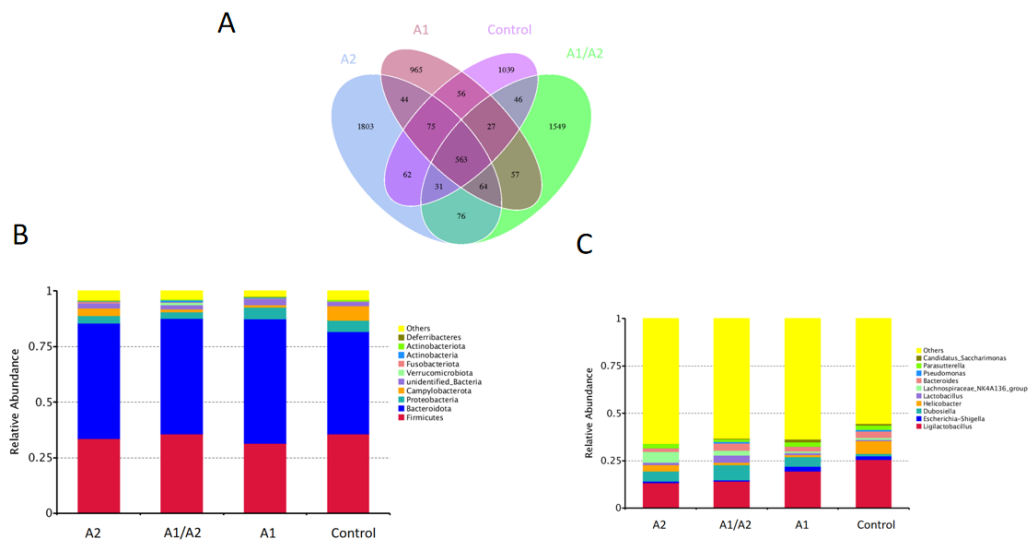 A
A1
Control
A2
A1/A2
965
1039
44
56
46
1803
75
27
1549
563
62
57
31
64
76
B
1
0.75
0.5
0.25
0
Relative Abundance
A2
A1/A2
A1
Control
Others
Deferribacteres
Actinobacteriota
Actinobacteria
Fusobacteriota
Verrucomicrobiota
unidentified_Bacteria
Campylobacterota
Proteobacteria
Bacteroidota
Firmicutes
C
1
0.75
0.5
0.25
0
Relative Abundance
A2
A1/A2
A1
Control
Others
Candidatus_Saccharimonas
Parasutterella
Pseudomonas
Bacteroides
Lachnospiraceae_NK4A136_group
Lactobacillus
Helicobacter
Dubosiella
Escherichia-Shigella
Ligilactobacillus